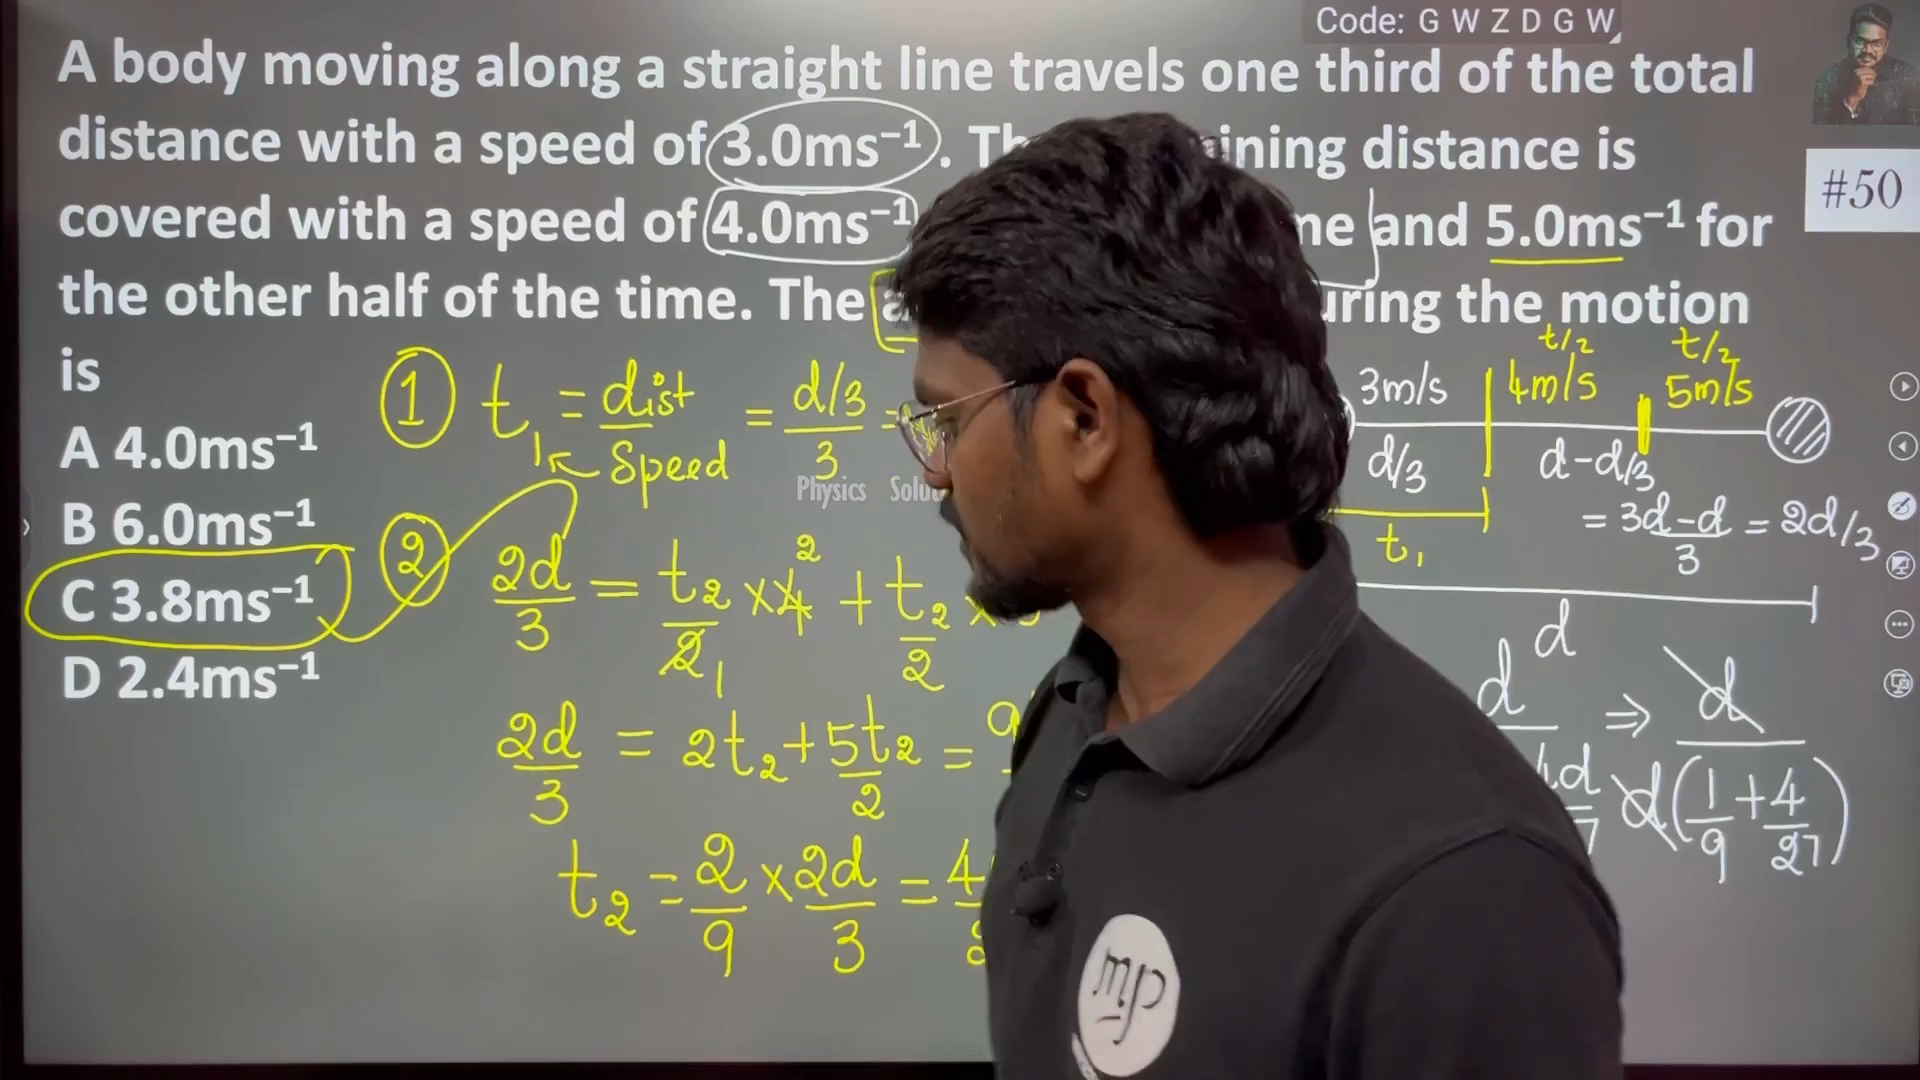 Code: G W Z D G W
A body moving along a straight line travels one third of the total
distance with a speed of 3.0ms⁻¹. ining distance is
covered with a speed of 4.0ms⁻¹ and 5.0ms⁻¹ for
the other half of the time. The uring the motion
is
#50
A 4.0ms⁻¹
B 6.0ms⁻¹
C 3.8ms⁻¹
D 2.4ms⁻¹
① t₁ = dist/Speed = (d/3)/3 =
Physics
② 2d/3 = t₂/2 × 4 + t₂/2 ×
2 1 2
2d/3 = 2t₂ + 5t₂/2 =
t₂ = 2/9 × 2d/3 = 4
t/2 t/2
3m/s 4m/s 5m/s
d/3 d-d/3
t₁ = 3d-d/3 = 2d/3
d
d ⇒ d/d(1/9 + 4/27)
mp